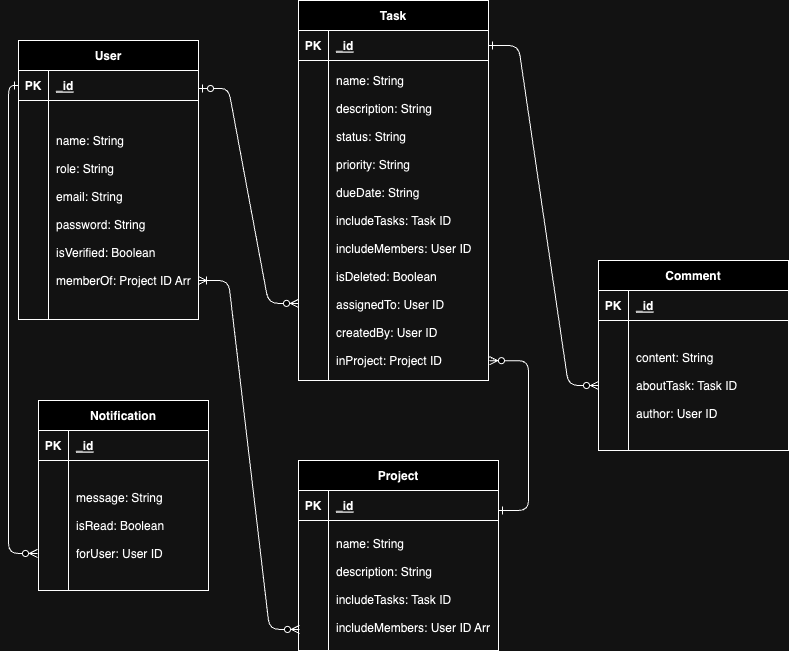 User
PK _id
name: String
role: String
email: String
password: String
isVerified: Boolean
memberOf: Project ID Arr
Task
PK _id
name: String
description: String
status: String
priority: String
dueDate: String
includeTasks: Task ID
includeMembers: User ID
isDeleted: Boolean
assignedTo: User ID
createdBy: User ID
inProject: Project ID
Comment
PK _id
content: String
aboutTask: Task ID
author: User ID
Notification
PK _id
message: String
isRead: Boolean
forUser: User ID
Project
PK _id
name: String
description: String
includeTasks: Task ID
includeMembers: User ID Arr